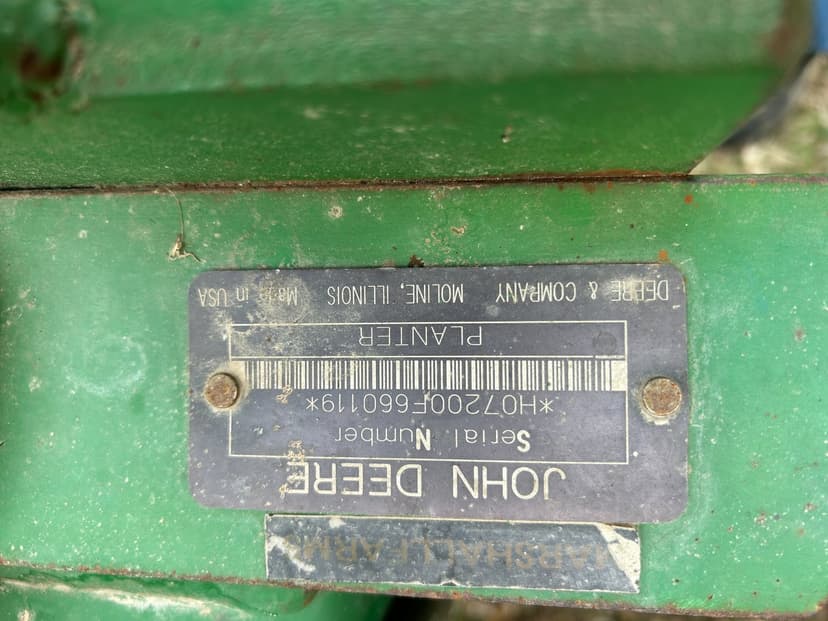 JOHN DEERE
Serial Number
*H07200F660119*
PLANTER
DEERE & COMPANY MOLINE, ILLINOIS Made in USA